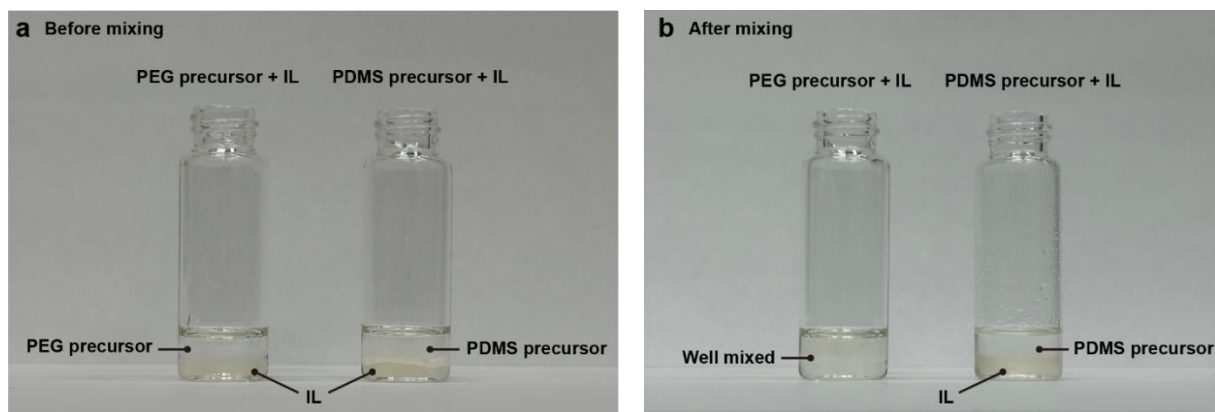 a Before mixing
PEG precursor + IL
PDMS precursor + IL
PEG precursor
PDMS precursor
IL
b After mixing
PEG precursor + IL
PDMS precursor + IL
Well mixed
PDMS precursor
IL